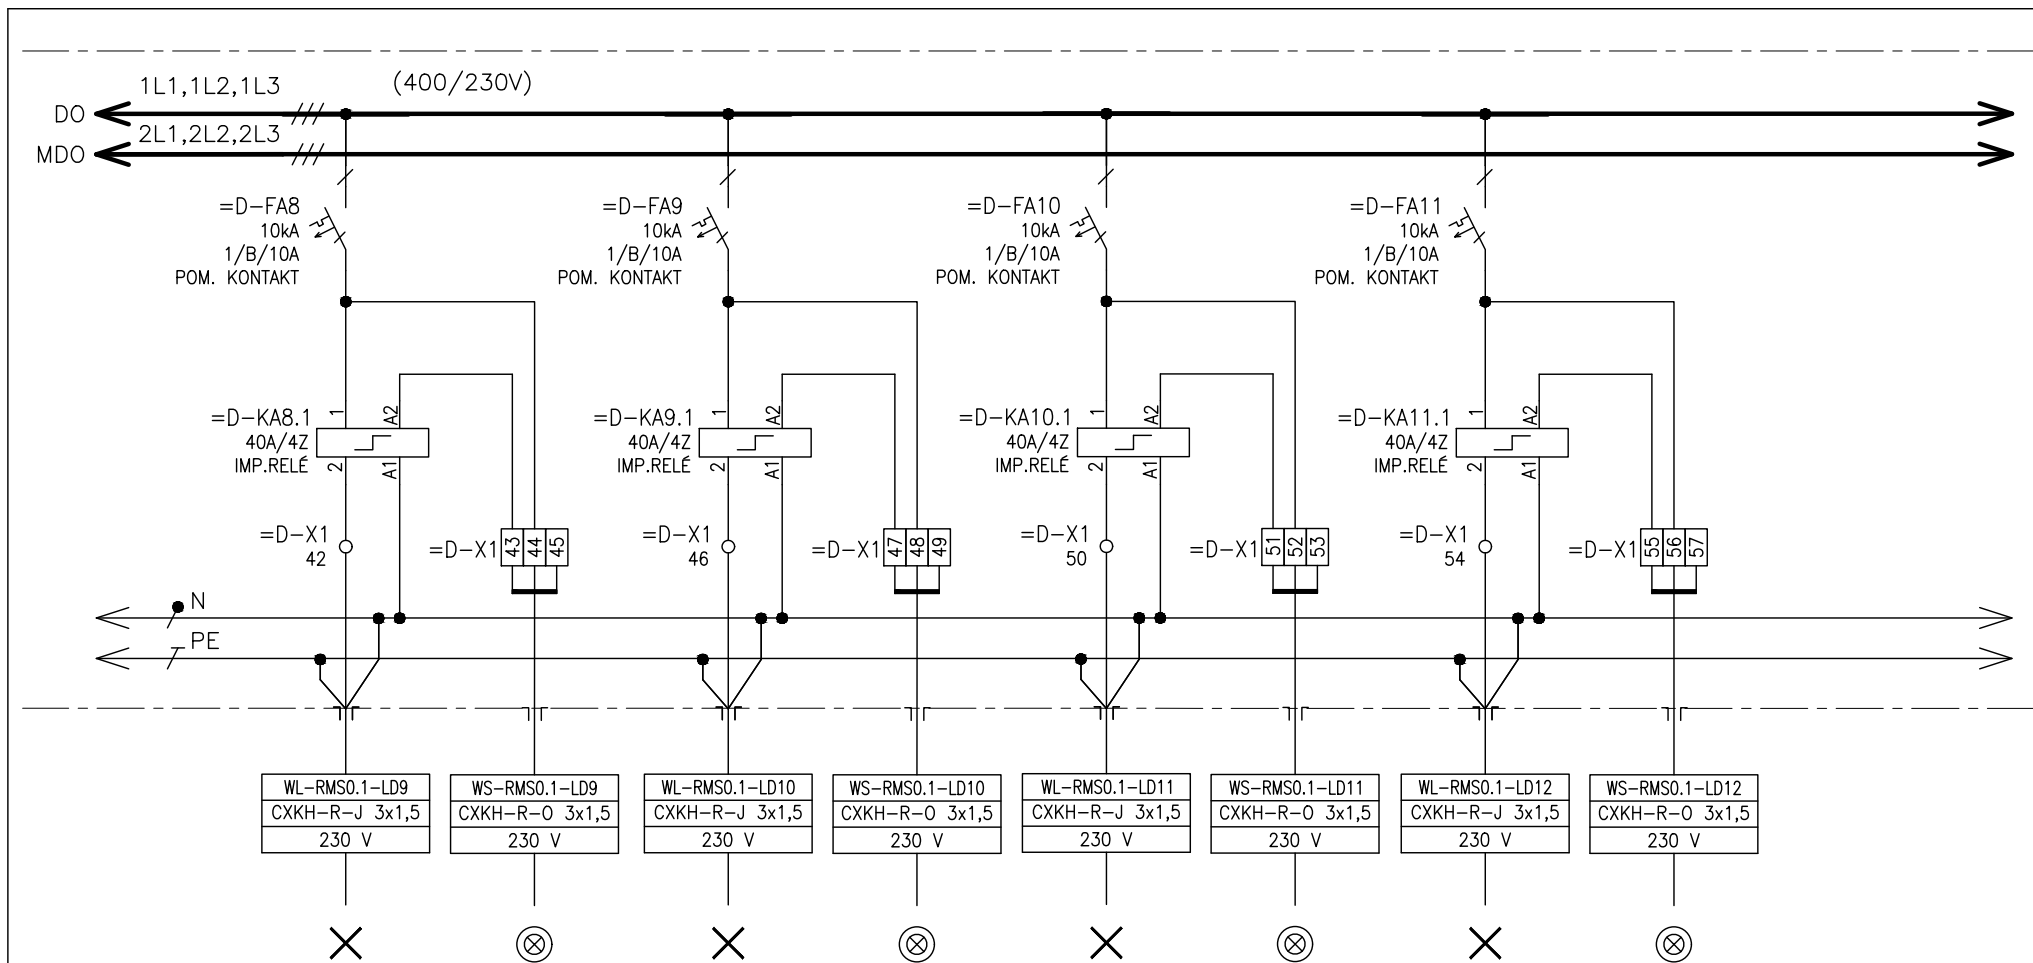 1L1,1L2,1L3 (400/230V)
DO
2L1,2L2,2L3
MDO
=D-FA8
10kA
1/B/10A
POM. KONTAKT
=D-FA9
10kA
1/B/10A
POM. KONTAKT
=D-FA10
10kA
1/B/10A
POM. KONTAKT
=D-FA11
10kA
1/B/10A
POM. KONTAKT
=D-KA8.1
40A/4Z
IMP.RELÉ
1
A2
2
A1
=D-KA9.1
40A/4Z
IMP.RELÉ
1
A2
2
A1
=D-KA10.1
40A/4Z
IMP.RELÉ
1
A2
2
A1
=D-KA11.1
40A/4Z
IMP.RELÉ
1
A2
2
A1
=D-X1
42
=D-X1 43 44 45
=D-X1
46
=D-X1 47 48 49
=D-X1
50
=D-X1 51 52 53
=D-X1
54
=D-X1 55 56 57
N
PE
WL-RMS0.1-LD9
CXKH-R-J 3x1,5
230 V
WS-RMS0.1-LD9
CXKH-R-O 3x1,5
230 V
WL-RMS0.1-LD10
CXKH-R-J 3x1,5
230 V
WS-RMS0.1-LD10
CXKH-R-O 3x1,5
230 V
WL-RMS0.1-LD11
CXKH-R-J 3x1,5
230 V
WS-RMS0.1-LD11
CXKH-R-O 3x1,5
230 V
WL-RMS0.1-LD12
CXKH-R-J 3x1,5
230 V
WS-RMS0.1-LD12
CXKH-R-O 3x1,5
230 V